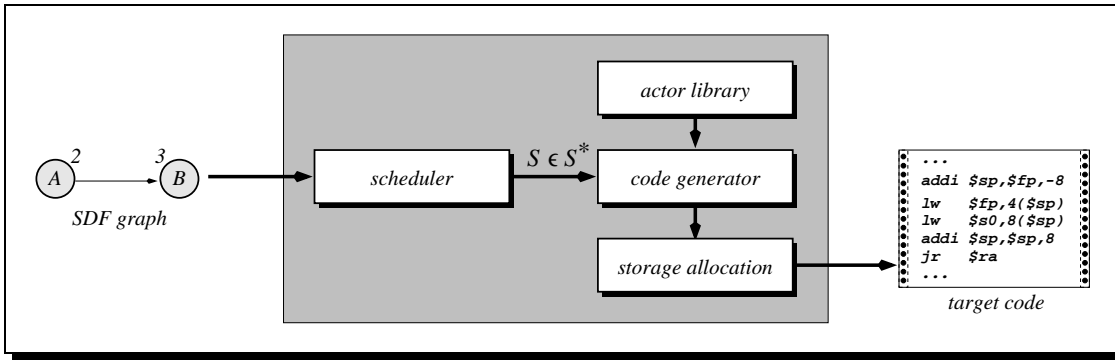 2
3
A
B
SDF graph
scheduler
S ϵ S*
actor library
code generator
storage allocation
...
addi $sp,$fp,-8
lw $fp,4($sp)
lw $s0,8($sp)
addi $sp,$sp,8
jr $ra
...
target code